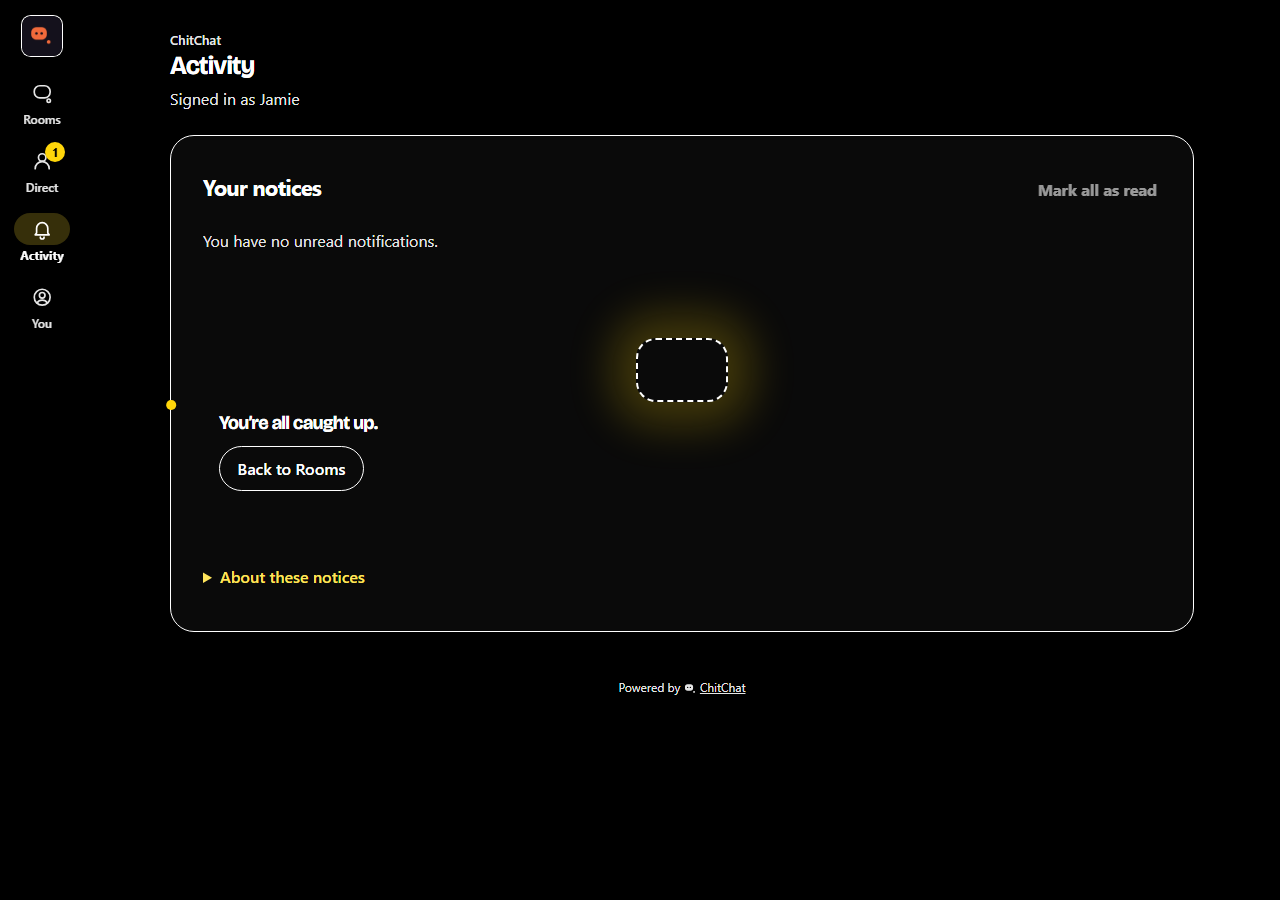 ChitChat
Activity
Signed in as Jamie
Rooms
1
Direct
Activity
You
Your notices
Mark all as read
You have no unread notifications.
You're all caught up.
Back to Rooms
About these notices
Powered by ChitChat